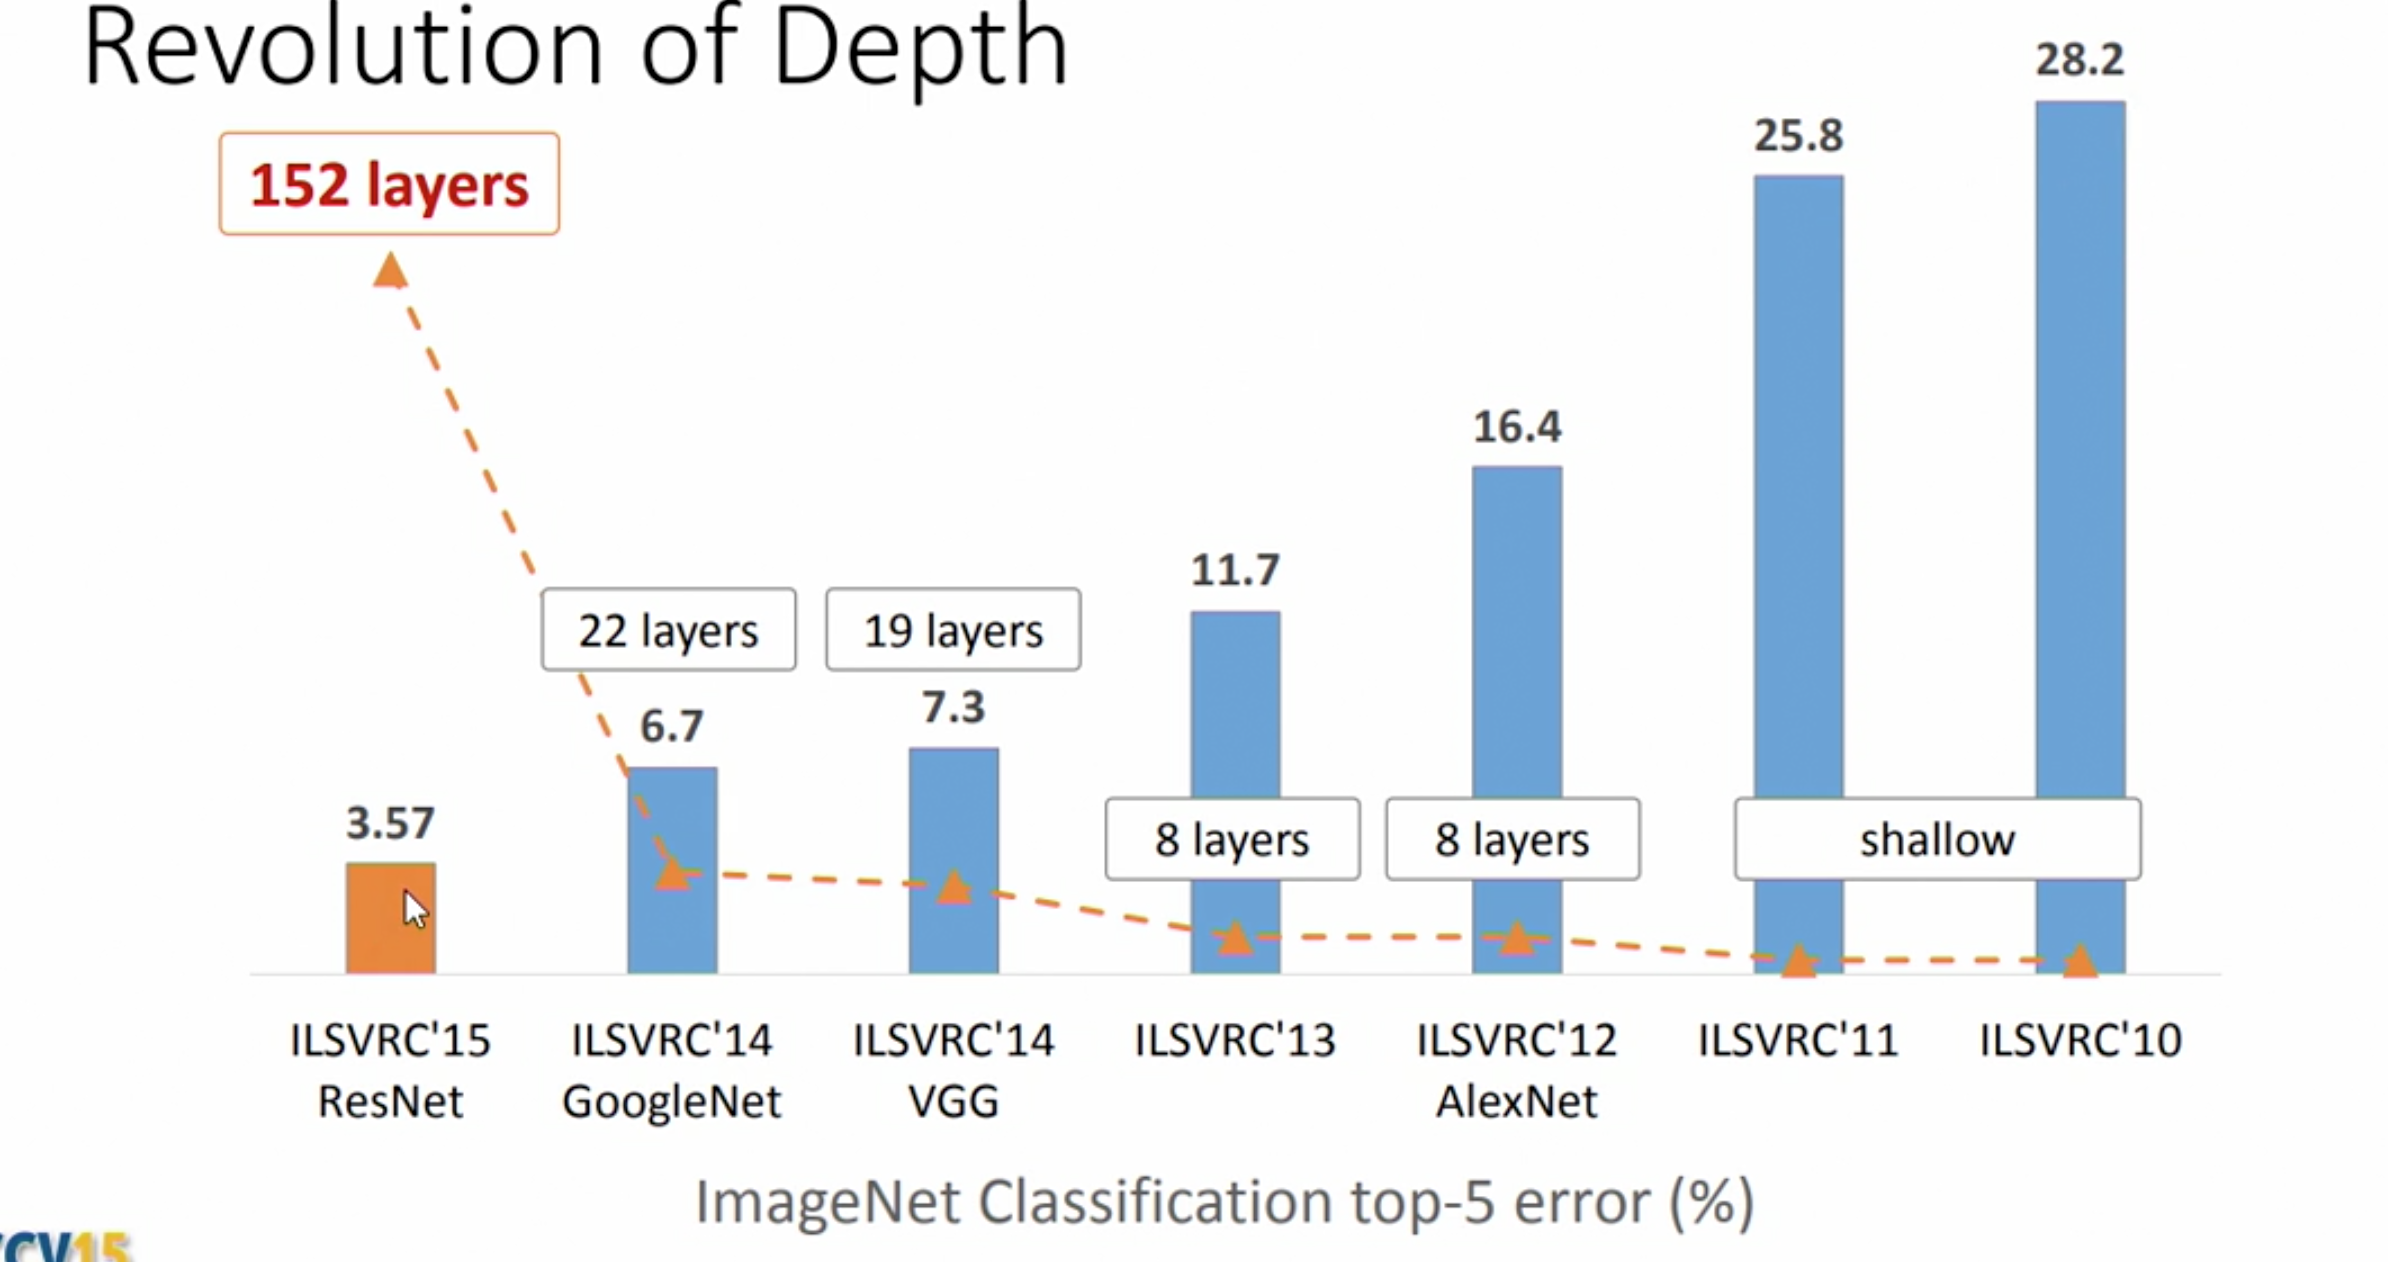 Revolution of Depth
152 layers
28.2
25.8
16.4
11.7
22 layers
19 layers
6.7
7.3
3.57
8 layers
8 layers
shallow
ILSVRC'15
ResNet
ILSVRC'14
GoogleNet
ILSVRC'14
VGG
ILSVRC'13
ILSVRC'12
AlexNet
ILSVRC'11
ILSVRC'10
ImageNet Classification top-5 error (%)
CV15